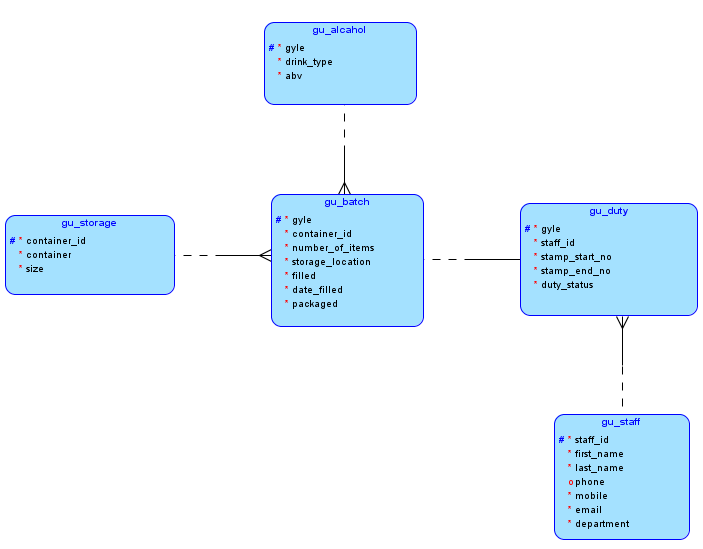 gu_alcahol
# * gyle
* drink_type
* abv
gu_storage
# * container_id
* container
* size
gu_batch
# * gyle
* container_id
* number_of_items
* storage_location
* filled
* date_filled
* packaged
gu_duty
# * gyle
* staff_id
* stamp_start_no
* stamp_end_no
* duty_status
gu_staff
# * staff_id
* first_name
* last_name
o phone
* mobile
* email
* department